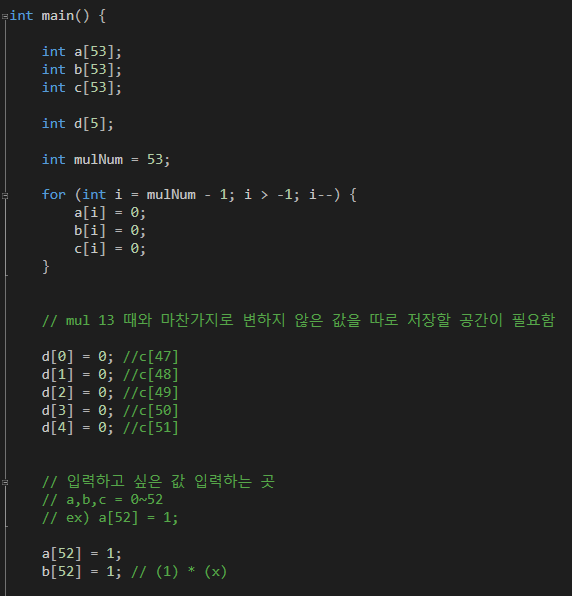 int main() {
int a[53];
int b[53];
int c[53];
int d[5];
int mulNum = 53;
for (int i = mulNum - 1; i > -1; i--) {
a[i] = 0;
b[i] = 0;
c[i] = 0;
}
// mul 13 때와 마찬가지로 변하지 않은 값을 따로 저장할 공간이 필요함
d[0] = 0; //c[47]
d[1] = 0; //c[48]
d[2] = 0; //c[49]
d[3] = 0; //c[50]
d[4] = 0; //c[51]
// 입력하고 싶은 값 입력하는 곳
// a,b,c = 0~52
// ex) a[52] = 1;
a[52] = 1;
b[52] = 1; // (1) * (x)